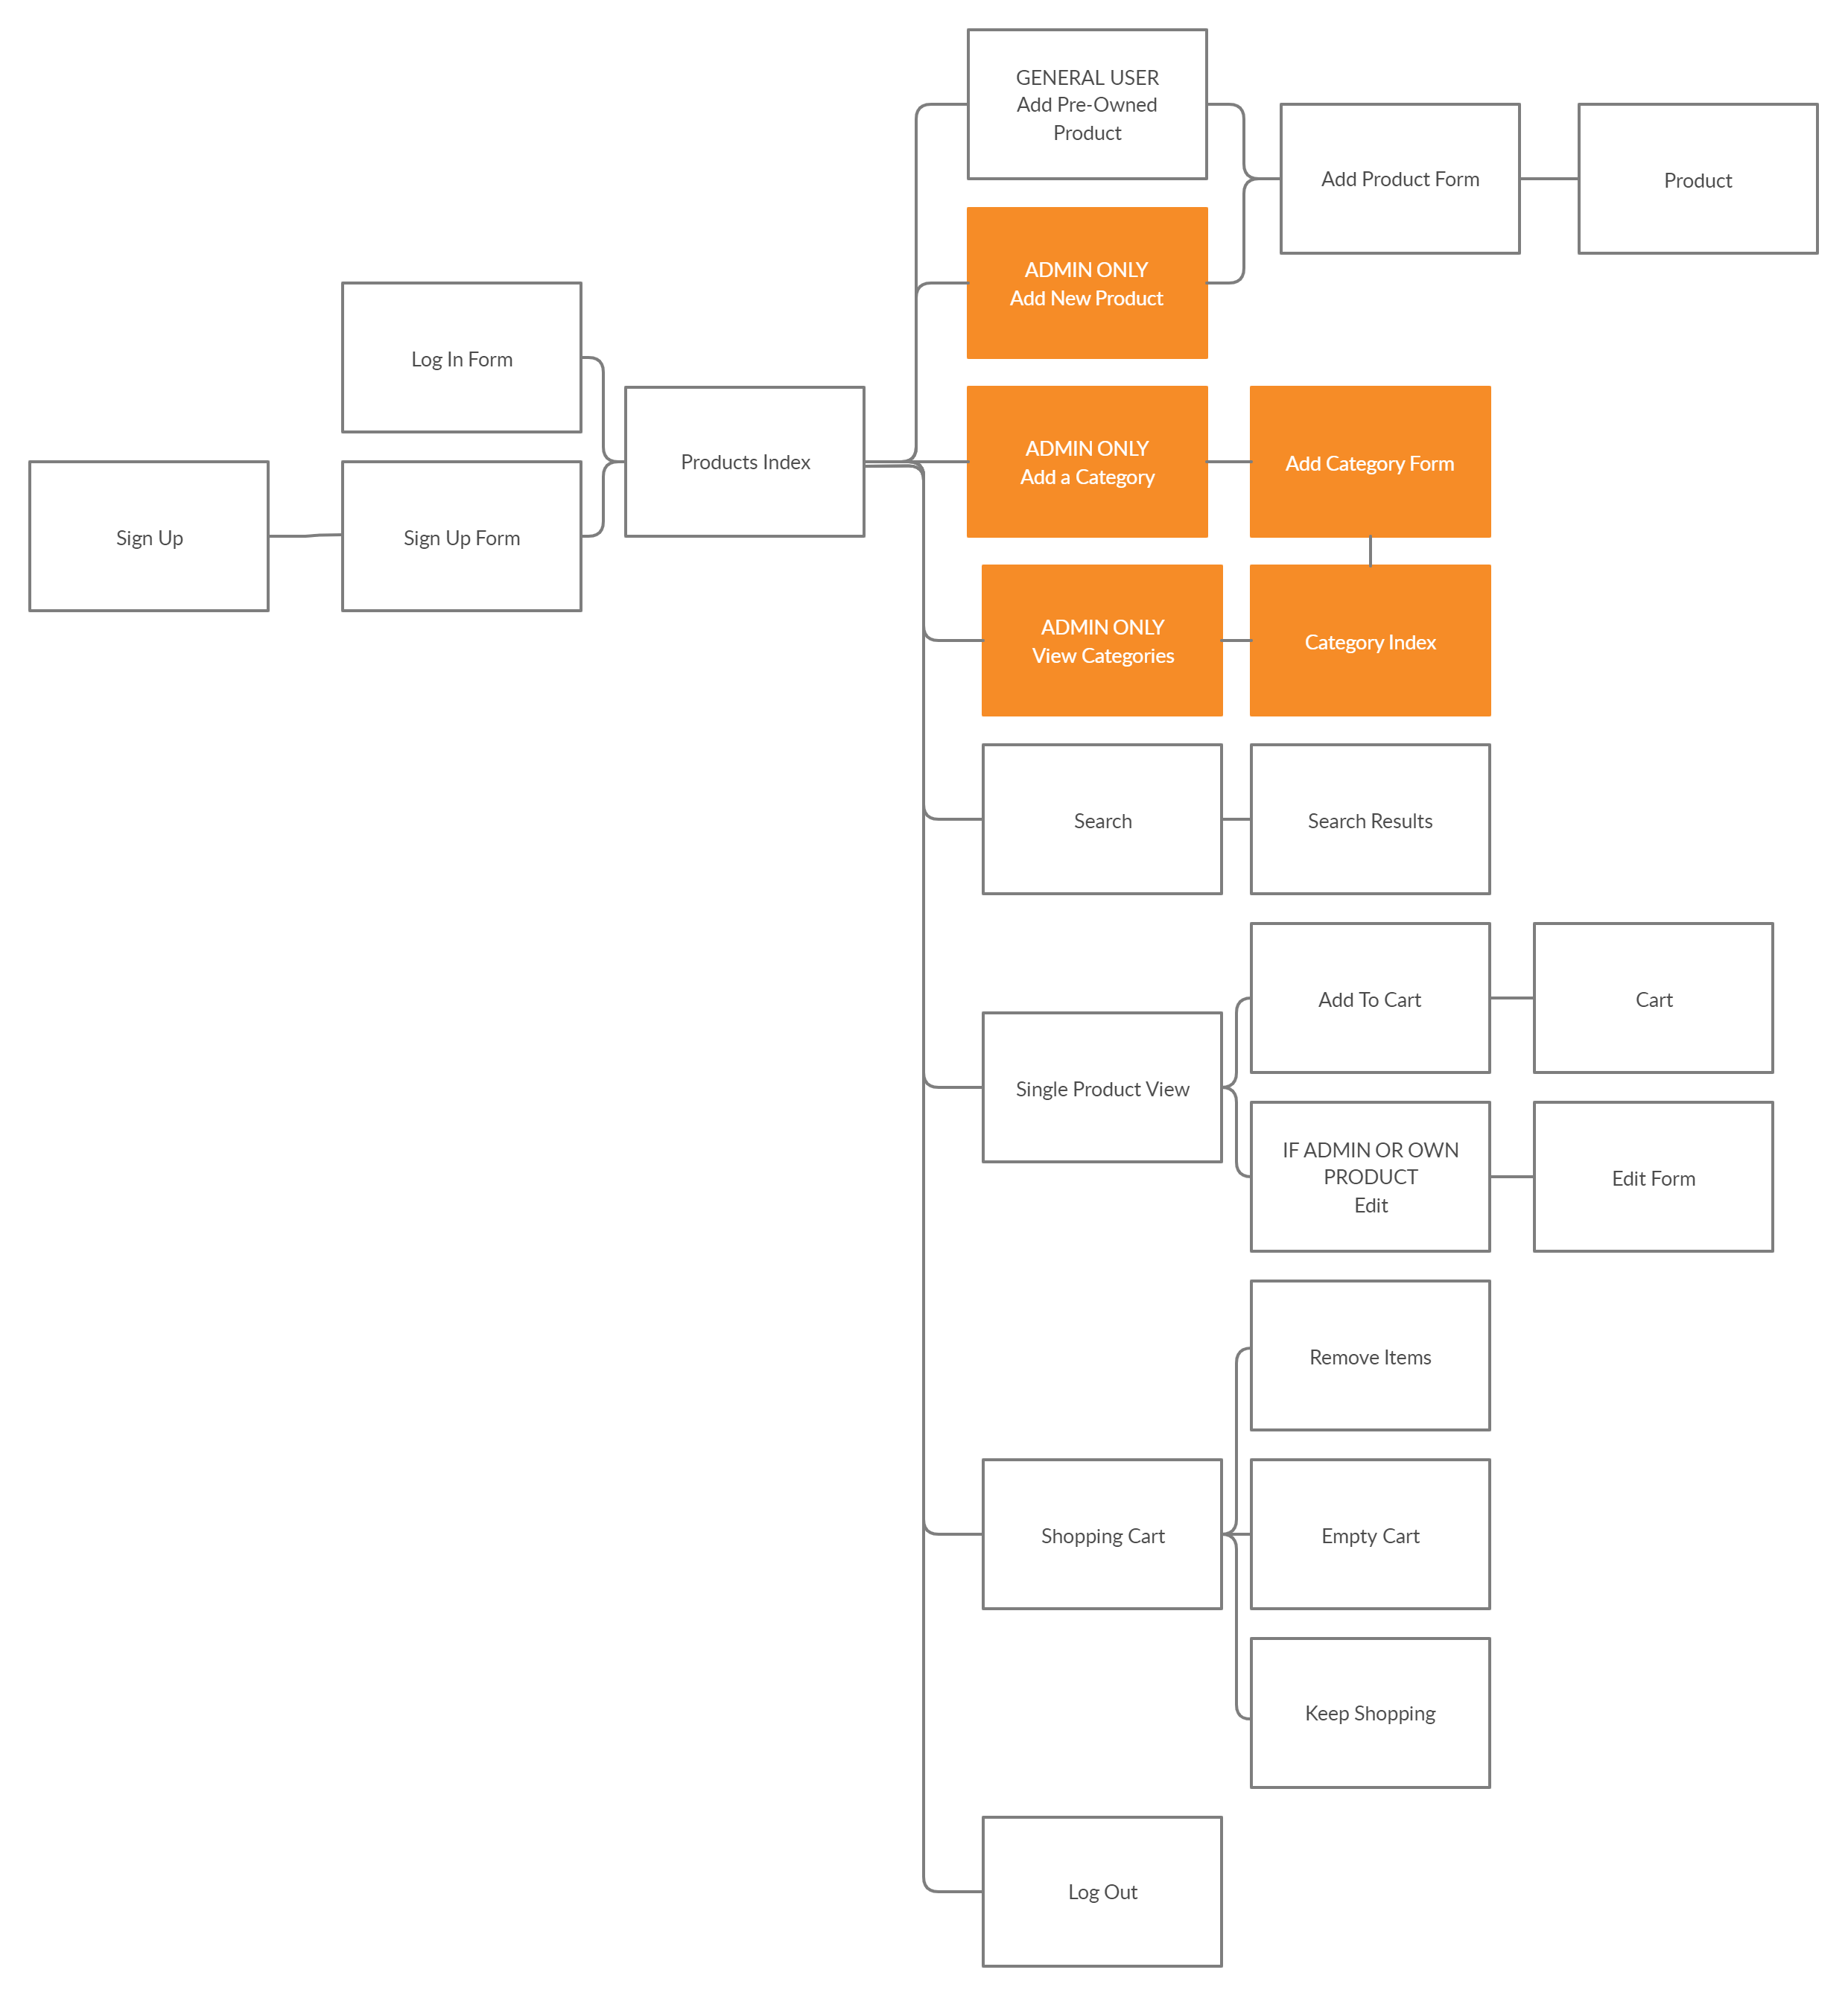 GENERAL USER
Add Pre-Owned
Product
Add Product Form
Product
ADMIN ONLY
Add New Product
Log In Form
Products Index
ADMIN ONLY
Add a Category
Add Category Form
Sign Up
Sign Up Form
ADMIN ONLY
View Categories
Category Index
Search
Search Results
Add To Cart
Cart
Single Product View
IF ADMIN OR OWN
PRODUCT
Edit
Edit Form
Remove Items
Shopping Cart
Empty Cart
Keep Shopping
Log Out